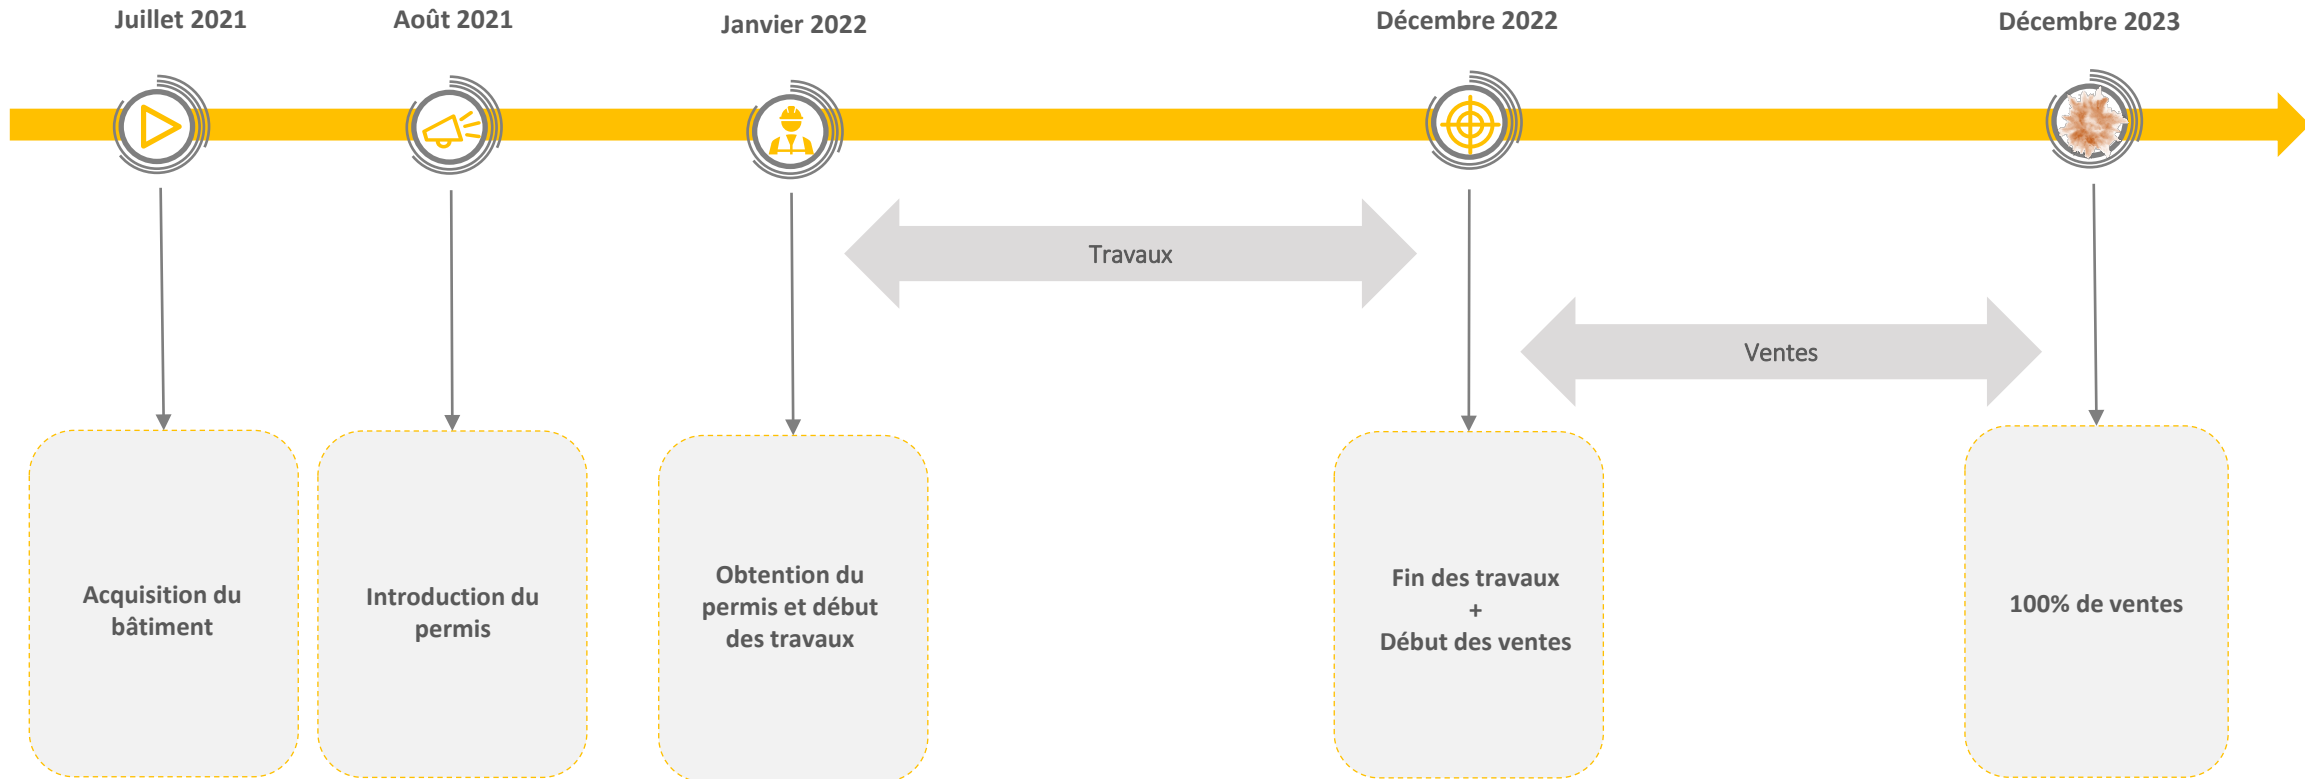 Juillet 2021
Août 2021
Janvier 2022
Décembre 2022
Décembre 2023
Travaux
Ventes
Acquisition du
bâtiment
Introduction du
permis
Obtention du
permis et début
des travaux
Fin des travaux
+
Début des ventes
100% de ventes